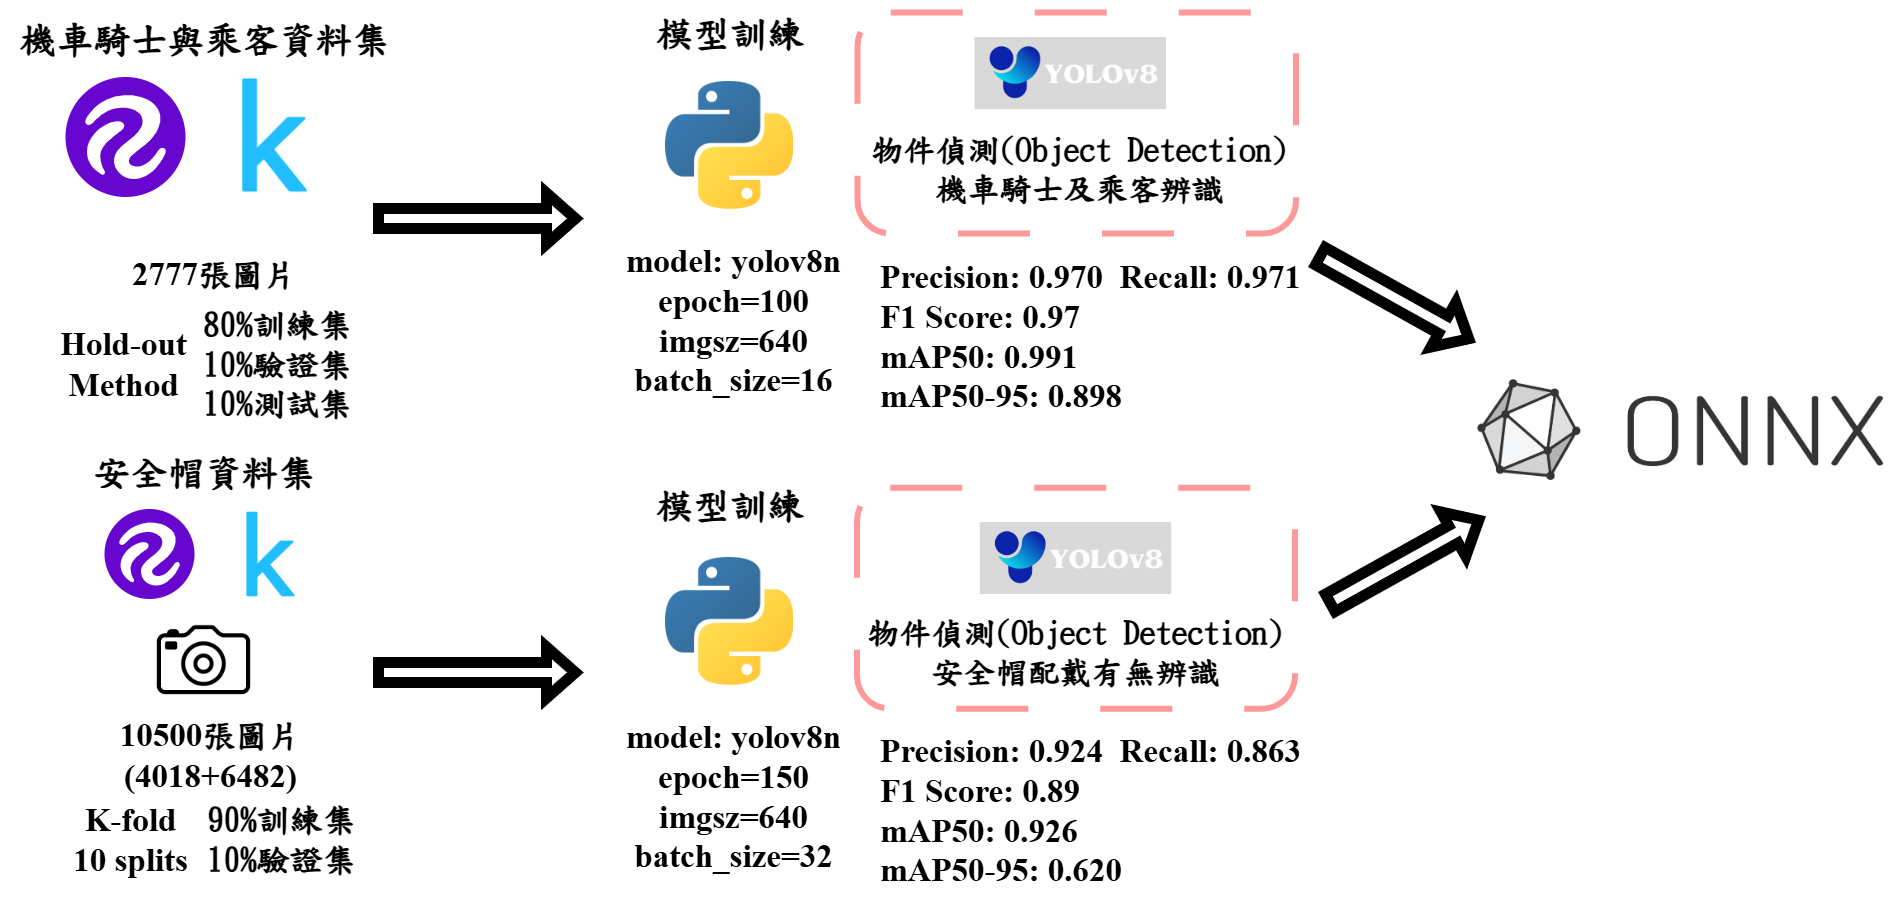 機車騎士與乘客資料集
k
2777張圖片
Hold-out
Method
80%訓練集
10%驗證集
10%測試集
模型訓練
model: yolov8n
epoch=100
imgsz=640
batch_size=16
YOLOv8
物件偵測(Object Detection)
機車騎士及乘客辨識
Precision: 0.970 Recall: 0.971
F1 Score: 0.97
mAP50: 0.991
mAP50-95: 0.898
安全帽資料集
k
10500張圖片
(4018+6482)
K-fold
10 splits
90%訓練集
10%驗證集
模型訓練
model: yolov8n
epoch=150
imgsz=640
batch_size=32
YOLOv8
物件偵測(Object Detection)
安全帽配戴有無辨識
Precision: 0.924 Recall: 0.863
F1 Score: 0.89
mAP50: 0.926
mAP50-95: 0.620
ONNX